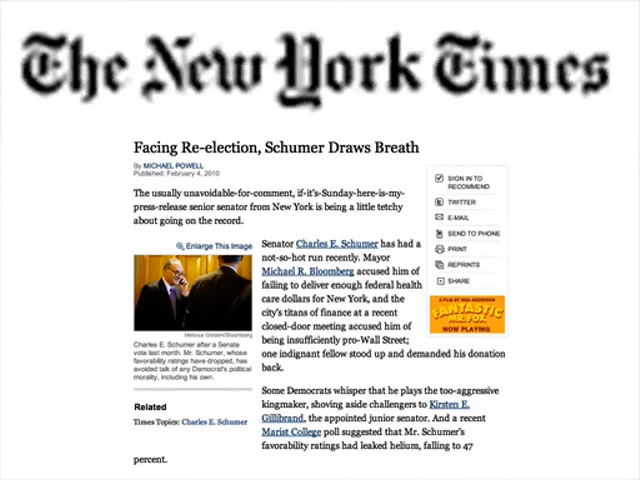 The New York Times
Facing Re-election, Schumer Draws Breath
By MICHAEL POWELL
Published: February 4, 2010
The usually unavoidable-for-comment, if-it's-Sunday-here-is-my-
press-release senior senator from New York is being a little tetchy
about going on the record.
SIGN IN TO
RECOMMEND
TWITTER
E-MAIL
SEND TO PHONE
PRINT
REPRINTS
SHARE
A FILM BY WES ANDERSON
FANTASTIC
MR. FOX
NOW PLAYING
Enlarge This Image
Melissa Golden/Bloomberg
Charles E. Schumer after a Senate
vote last month. Mr. Schumer, whose
favorability ratings have dropped, has
avoided talk of any Democrat's political
mortality, including his own.
Related
Times Topics: Charles E. Schumer
Senator Charles E. Schumer has had a
not-so-hot run recently. Mayor
Michael R. Bloomberg accused him of
failing to deliver enough federal health
care dollars for New York, and the
city's titans of finance at a recent
closed-door meeting accused him of
being insufficiently pro-Wall Street;
one indignant fellow stood up and demanded his donation
back.
Some Democrats whisper that he plays the too-aggressive
kingmaker, shoving aside challengers to Kirsten E.
Gillibrand, the appointed junior senator. And a recent
Marist College poll suggested that Mr. Schumer's
favorability ratings had leaked helium, falling to 47
percent.